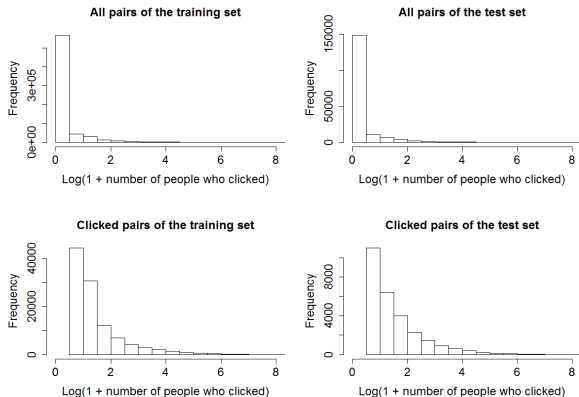 All pairs of the training set
Frequency
0e+00 3e+05
0 2 4 6 8
Log(1 + number of people who clicked)
All pairs of the test set
Frequency
0 50000 150000
0 2 4 6 8
Log(1 + number of people who clicked)
Clicked pairs of the training set
Frequency
0 20000 40000
0 2 4 6 8
Log(1 + number of people who clicked)
Clicked pairs of the test set
Frequency
0 4000 8000
0 2 4 6 8
Log(1 + number of people who clicked)